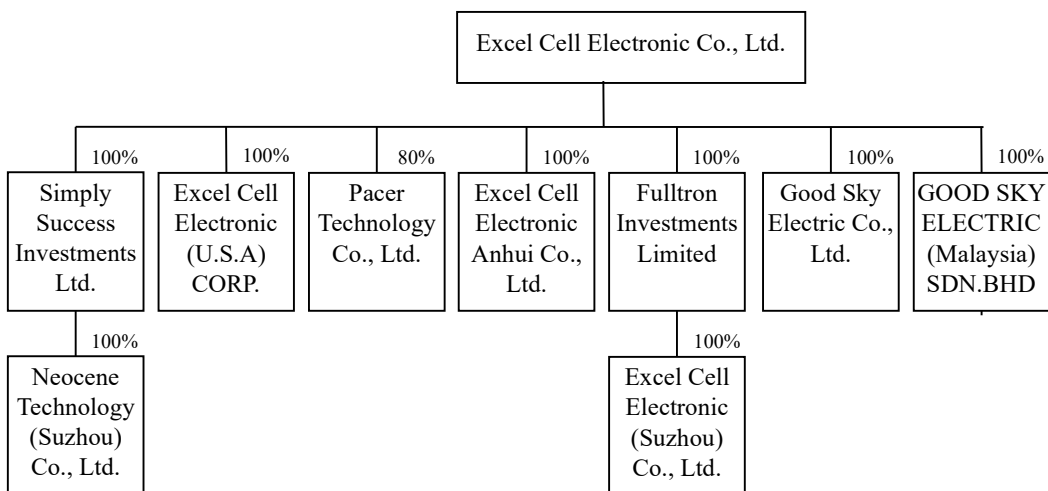 Excel Cell Electronic Co., Ltd.
100%
100%
80%
100%
100%
100%
100%
Simply
Success
Investments
Ltd.
Excel Cell
Electronic
(U.S.A)
CORP.
Pacer
Technology
Co., Ltd.
Excel Cell
Electronic
Anhui Co.,
Ltd.
Fulltron
Investments
Limited
Good Sky
Electric Co.,
Ltd.
GOOD SKY
ELECTRIC
(Malaysia)
SDN.BHD
100%
100%
Neocene
Technology
(Suzhou)
Co., Ltd.
Excel Cell
Electronic
(Suzhou)
Co., Ltd.